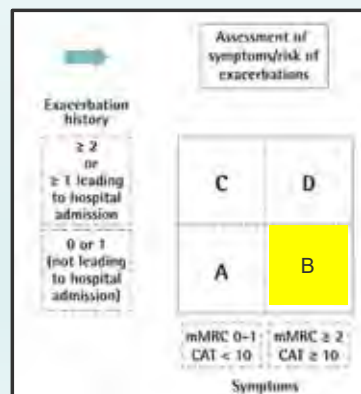 Assessment of
symptoms/risk of
exacerbations
Exacerbation
history
≥ 2
or
≥ 1 leading
to hospital
admission
C
D
0 or 1
(not leading
to hospital
admission)
A
B
mMRC 0–1
CAT < 10
mMRC ≥ 2
CAT ≥ 10
Symptoms